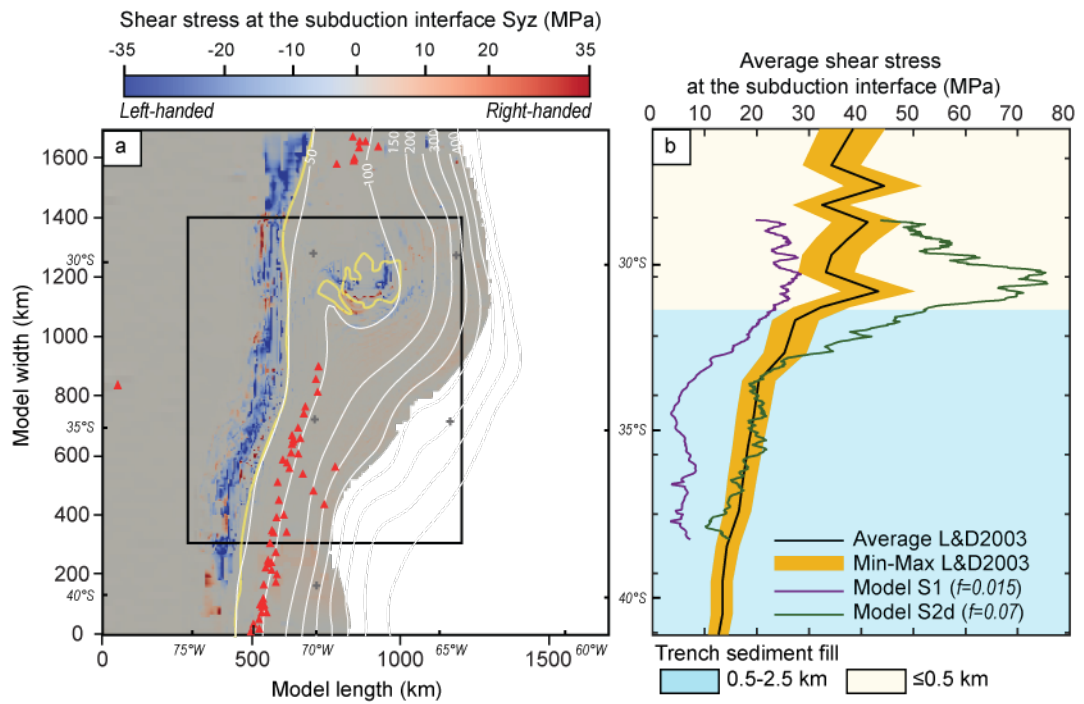 Shear stress at the subduction interface Syz (MPa)
-35 -20 -10 0 10 20 35
Left-handed Right-handed
a
1600
1400
30°S
1200
1000
800
35°S
600
400
200
40°S
0
Model width (km)
50
100
150
200
300
400
0 75°W 500 70°W 1000 65°W 1500 60°W
Model length (km)
Average shear stress
at the subduction interface (MPa)
0 10 20 30 40 50 60 70 80
b
30°S
35°S
40°S
Average L&D2003
Min-Max L&D2003
Model S1 (f=0.015)
Model S2d (f=0.07)
Trench sediment fill
0.5-2.5 km ≤0.5 km